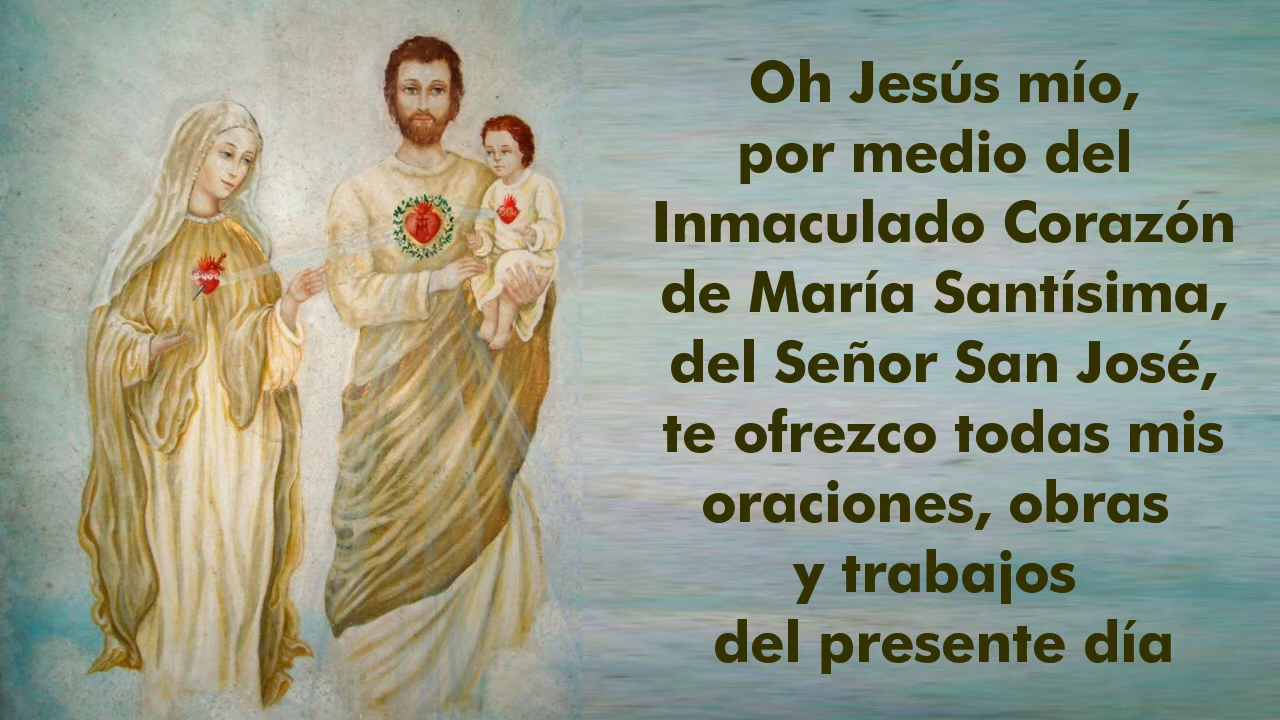 Oh Jesús mío,
por medio del
Inmaculado Corazón
de María Santísima,
del Señor San José,
te ofrezco todas mis
oraciones, obras
y trabajos
del presente día